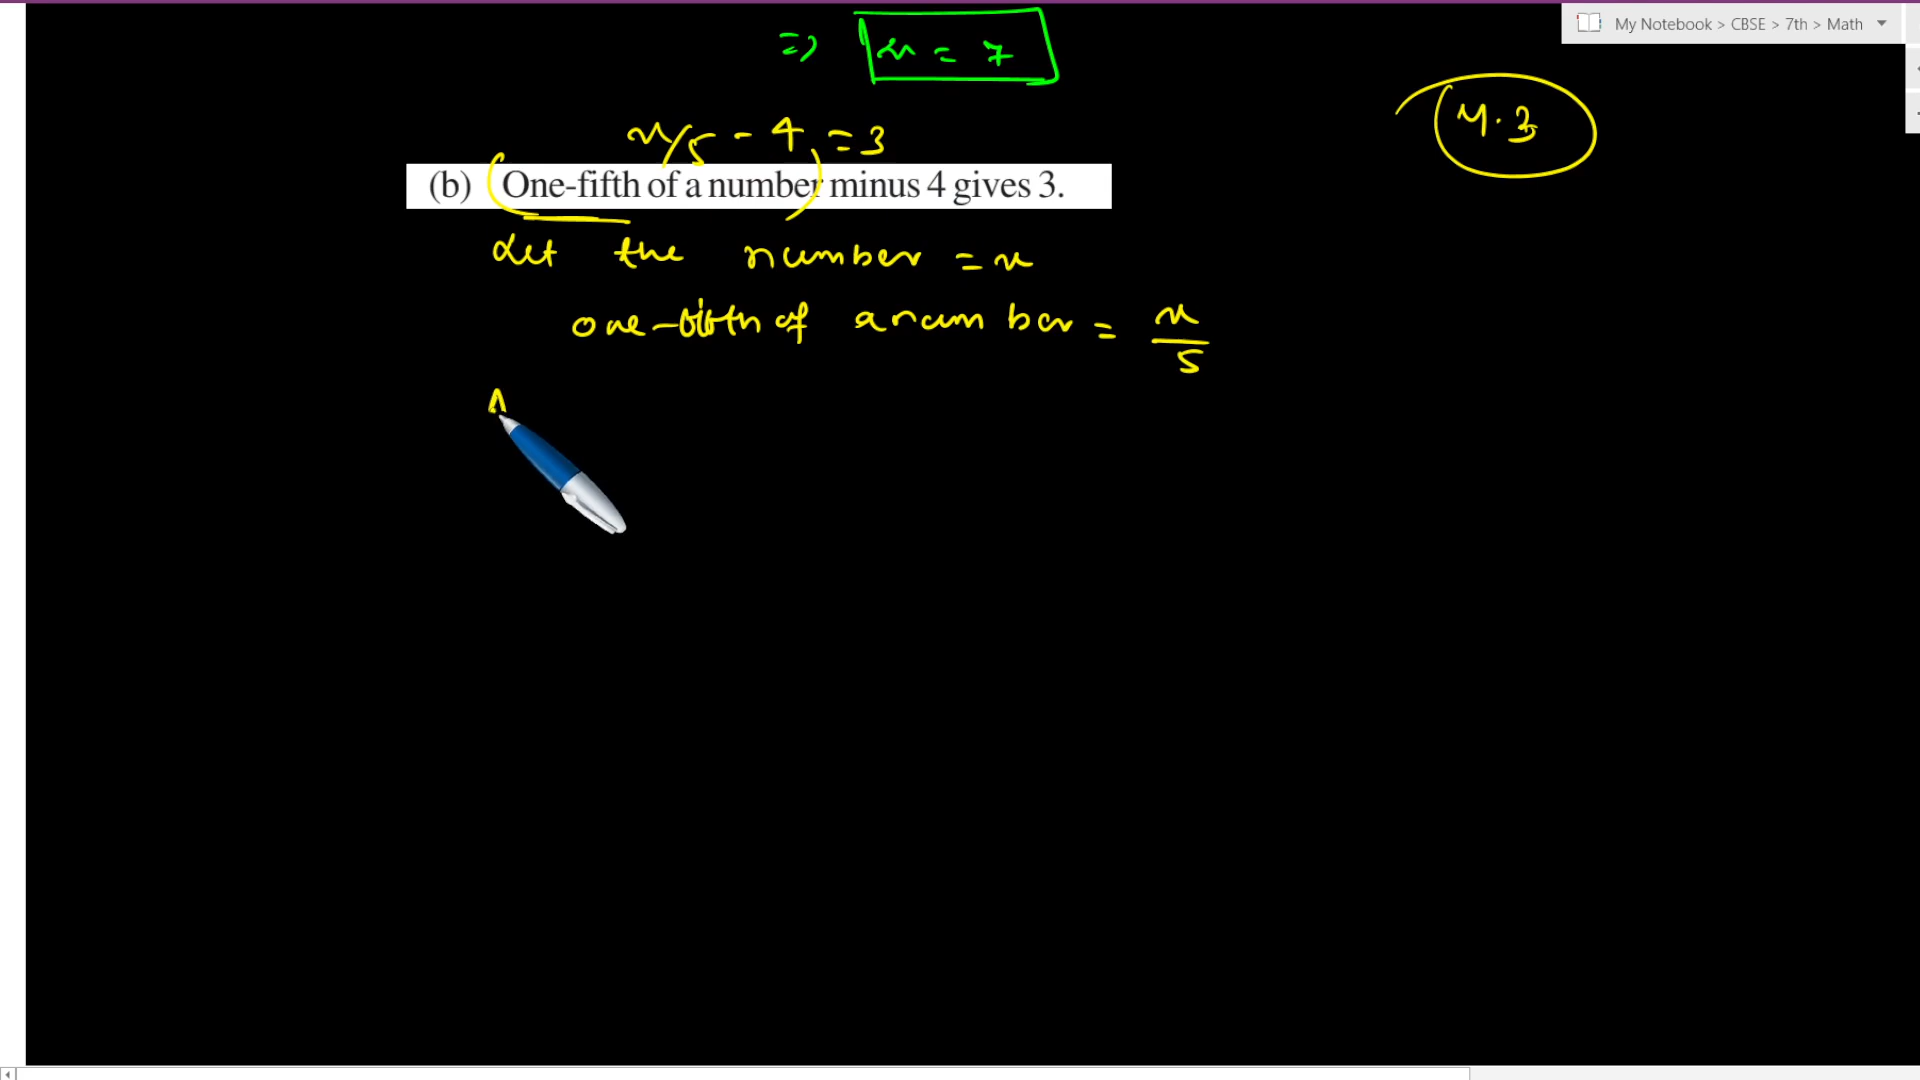 My Notebook > CBSE > 7th > Math
=> x = 7
4.3
x/5 - 4 = 3
(b) One-fifth of a number minus 4 gives 3.
Let the number = x
one-fifth of a number = x/5
A